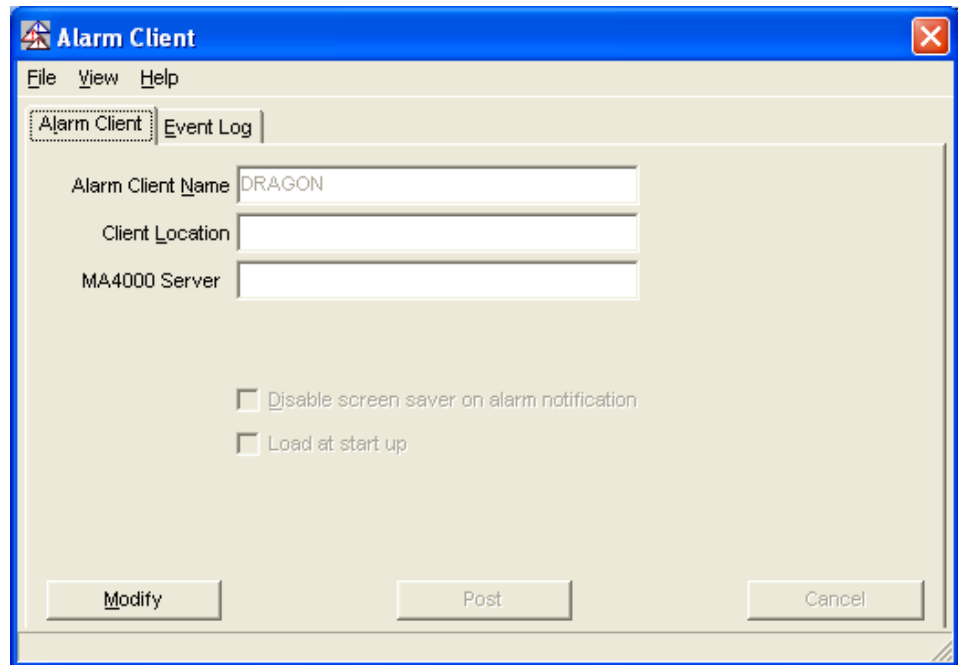 Alarm Client
File View Help
Alarm Client Event Log
Alarm Client Name DRAGON
Client Location
MA4000 Server
Disable screen saver on alarm notification
Load at start up
Modify Post Cancel